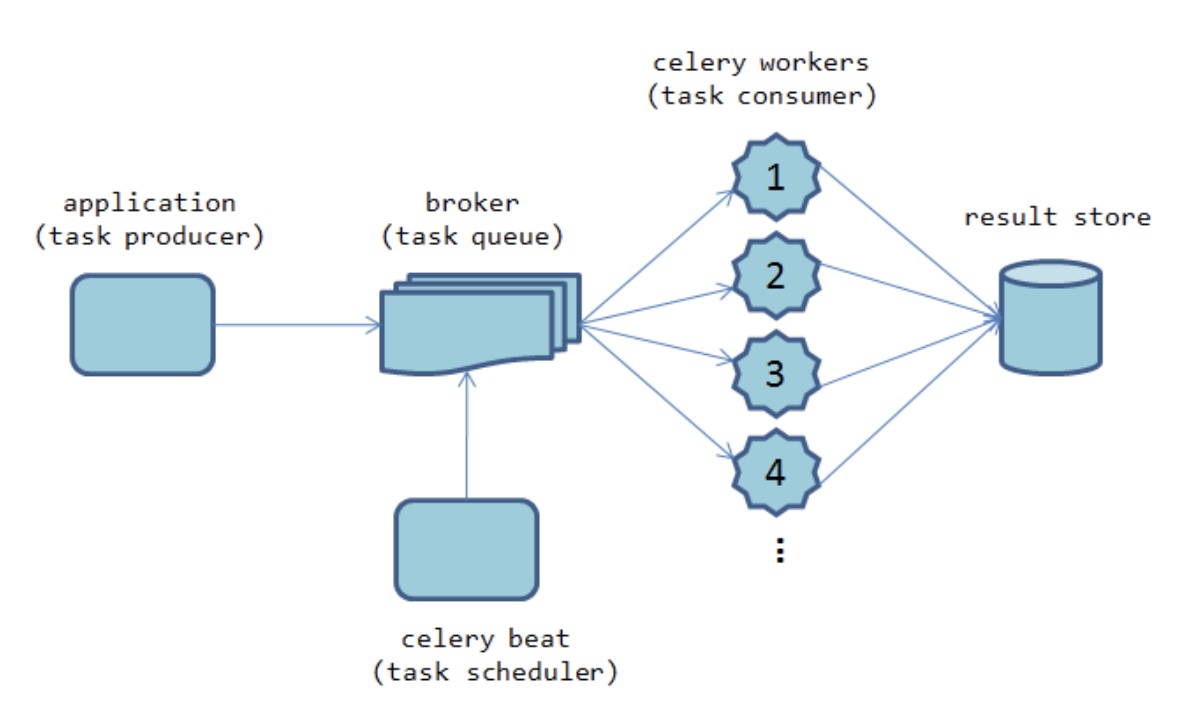 celery workers
(task consumer)
application
(task producer)
broker
(task queue)
result store
1
2
3
4
celery beat
(task scheduler)